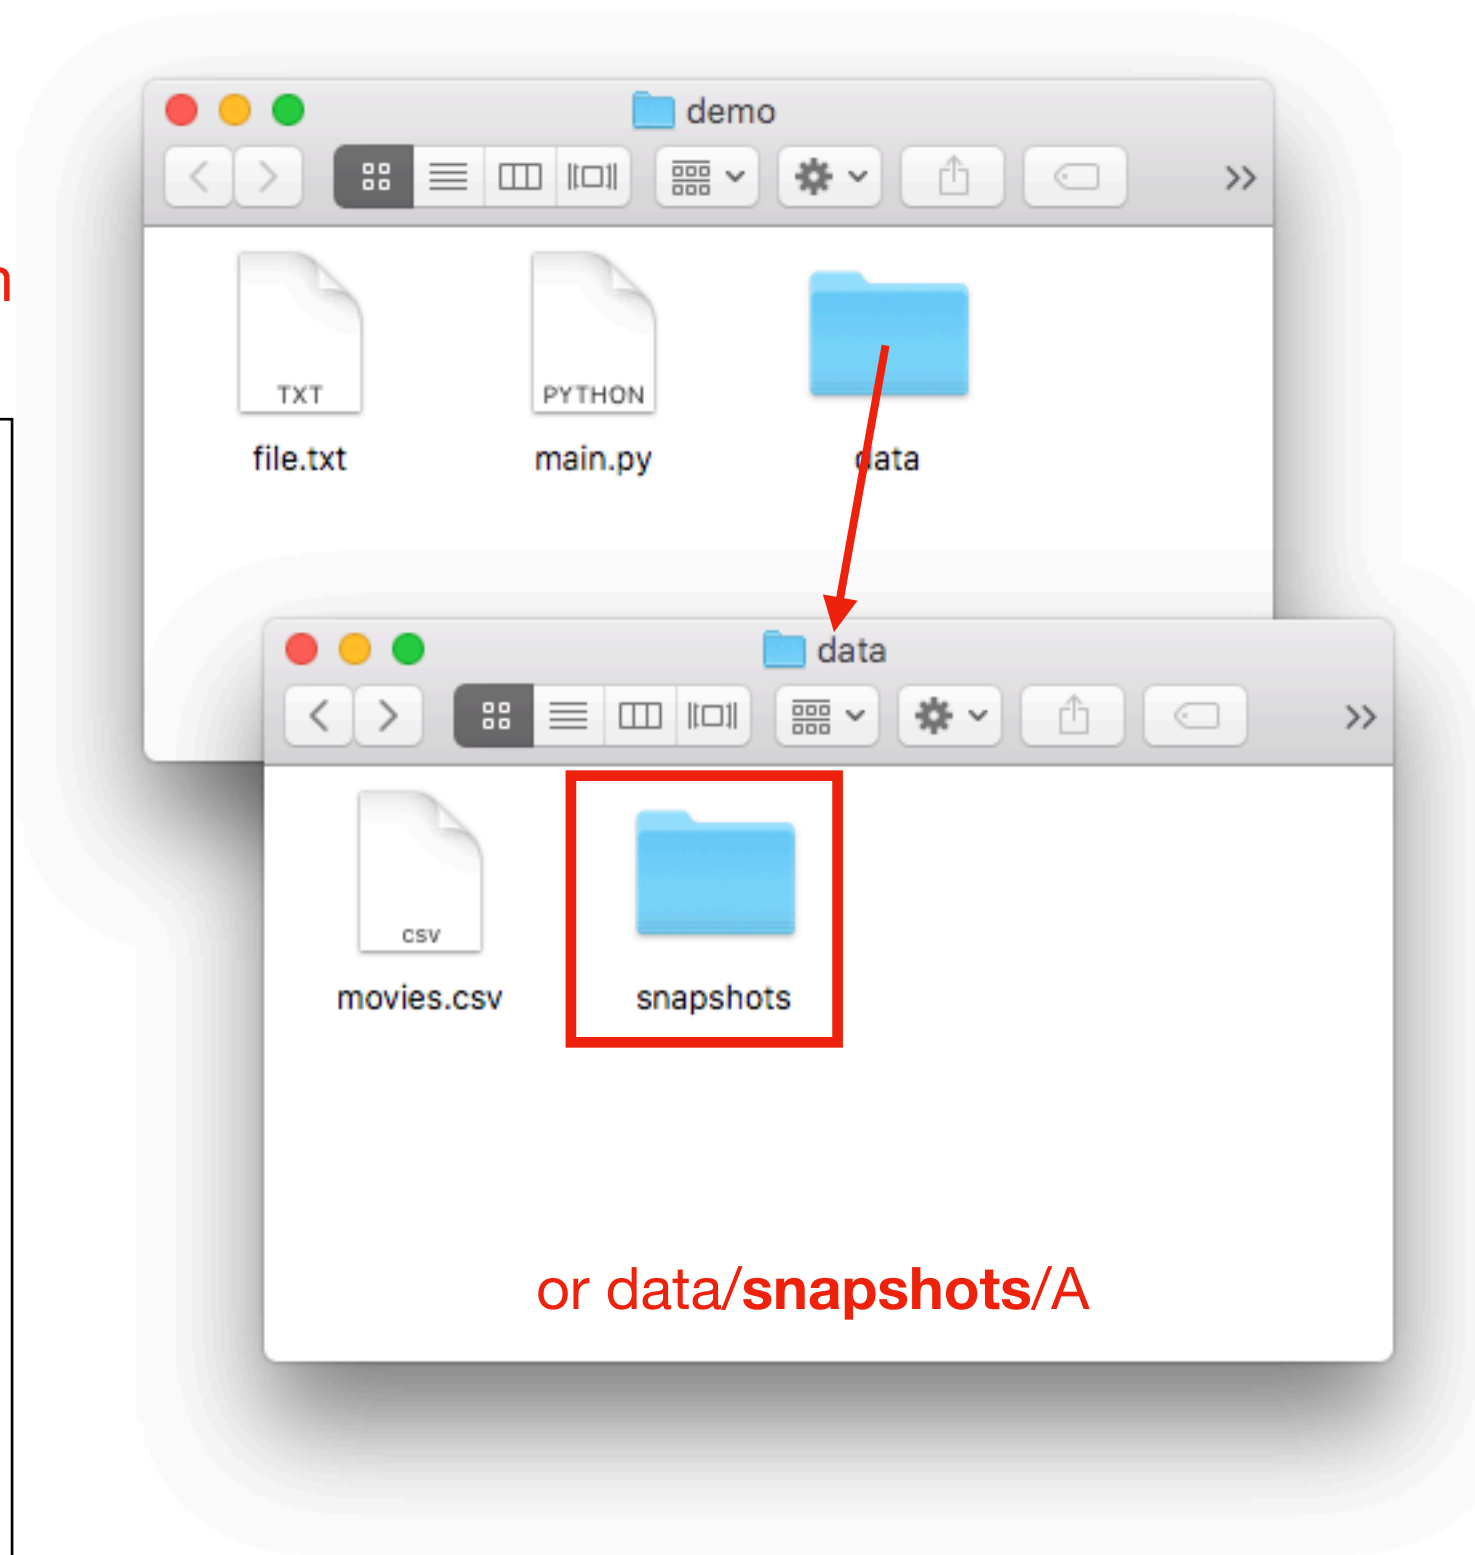 demo
TXT
PYTHON
file.txt
main.py
data
data
csv
movies.csv
snapshots
or data/snapshots/A